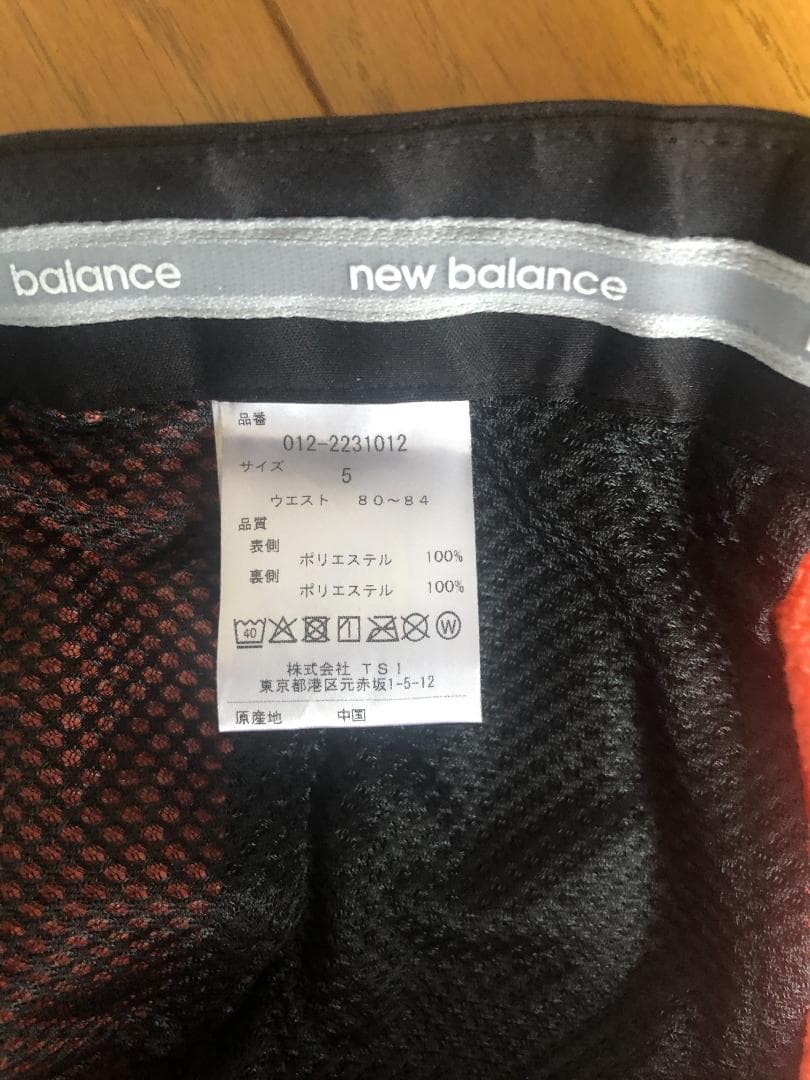 balance new balance
品番
012-2231012
サイズ
5
ウエスト 80～84
品質
表側
ポリエステル 100%
裏側
ポリエステル 100%
40 W
株式会社 TSI
東京都港区元赤坂1-5-12
原産地 中国